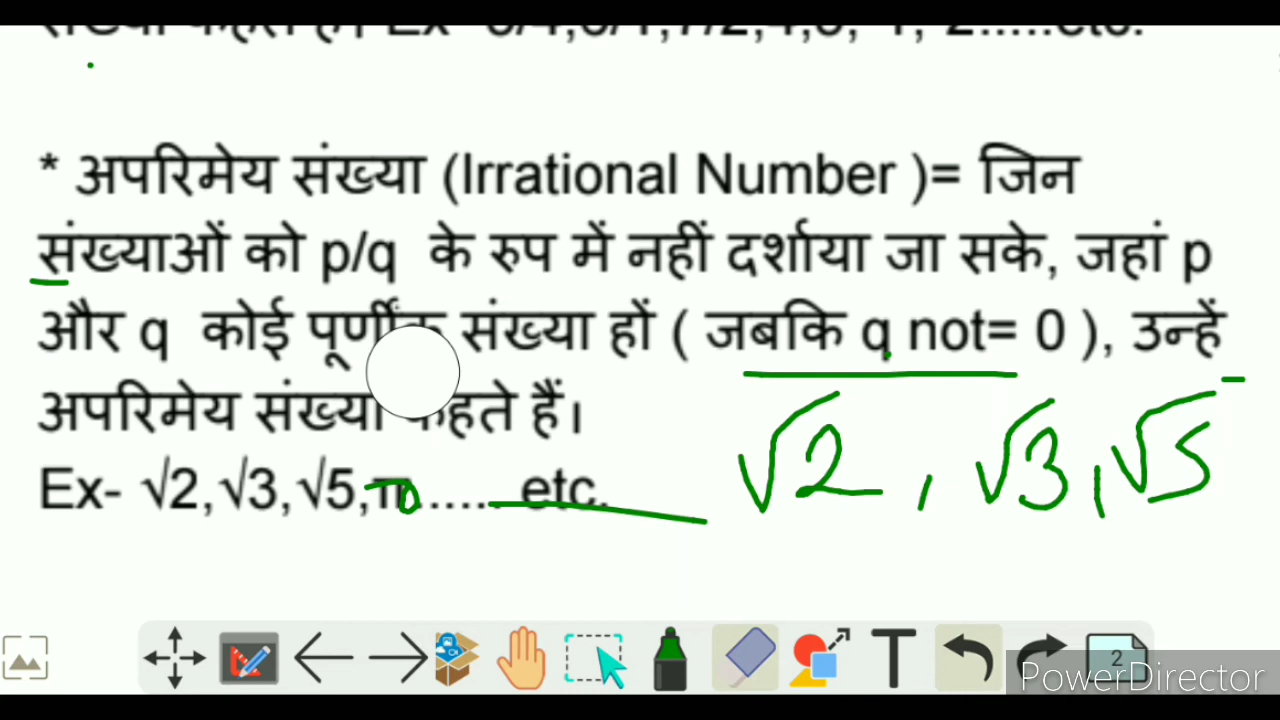 * अपरिमेय संख्या (Irrational Number )= जिन
संख्याओं को p/q के रुप में नहीं दर्शाया जा सके, जहां p
और q कोई पूर्णांक संख्या हों ( जबकि q not= 0 ), उन्हें
अपरिमेय संख्या कहते हैं।
Ex- √2,√3,√5,π...... etc.
√2 , √3, √5
2
PowerDirector